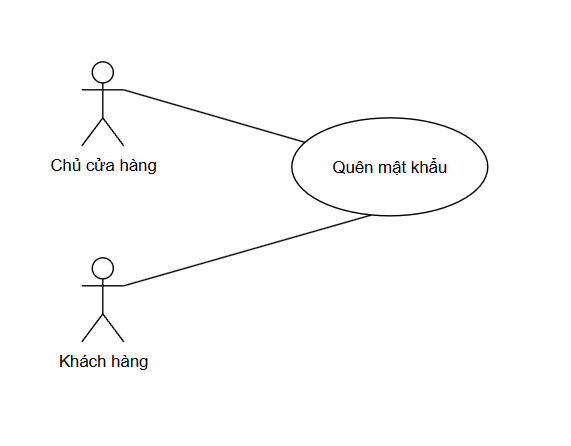 Chủ cửa hàng
Quên mật khẩu
Khách hàng